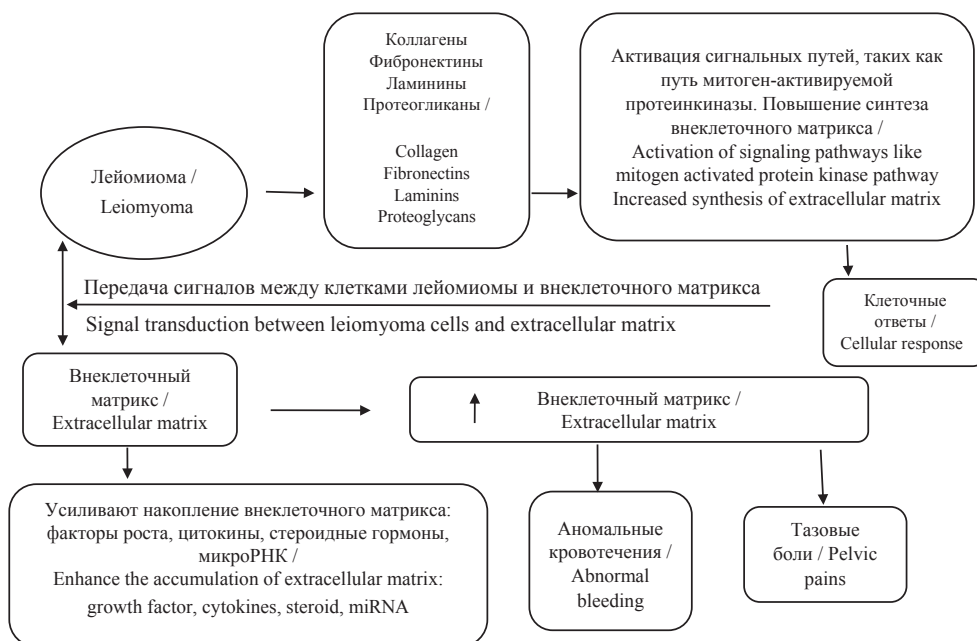 Лейомиома /
Leiomyoma
Коллагены
Фибронектины
Ламинины
Протеогликаны /
Collagen
Fibronectins
Laminins
Proteoglycans
Активация сигнальных путей, таких как
путь митоген-активируемой
протеинкиназы. Повышение синтеза
внеклеточного матрикса /
Activation of signaling pathways like
mitogen activated protein kinase pathway
Increased synthesis of extracellular matrix
Передача сигналов между клетками лейомиомы и внеклеточного матрикса
Signal transduction between leiomyoma cells and extracellular matrix
Клеточные
ответы /
Cellular response
Внеклеточный
матрикс /
Extracellular matrix
Внеклеточный матрикс /
Extracellular matrix
Усиливают накопление внеклеточного матрикса:
факторы роста, цитокины, стероидные гормоны,
микроРНК /
Enhance the accumulation of extracellular matrix:
growth factor, cytokines, steroid, miRNA
Аномальные
кровотечения /
Abnormal
bleeding
Тазовые
боли / Pelvic
pains